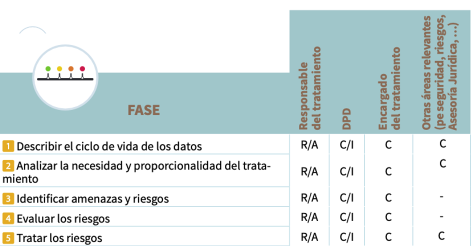 FASE
Responsable
del tratamiento
DPD
Encargado
del tratamiento
Otras áreas relevantes
(pe seguridad, riesgos,
Asesoría Jurídica, ...)
1 Describir el ciclo de vida de los datos R/A C/I C C
2 Analizar la necesidad y proporcionalidad del trata-
miento R/A C/I C C
3 Identificar amenazas y riesgos R/A C/I C -
4 Evaluar los riesgos R/A C/I C -
5 Tratar los riesgos R/A C/I C C